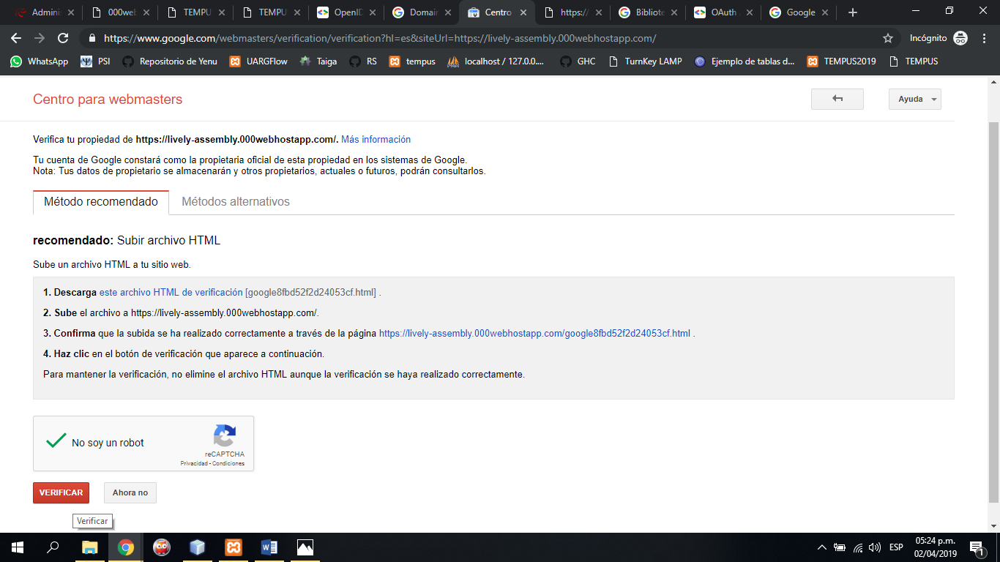 Adminis
000web
TEMPU
TEMPU
OpenID
Domair
Centro
https://
Bibliote
OAuth
Google
https://www.google.com/webmasters/verification/verification?hl=es&siteUrl=https://lively-assembly.000webhostapp.com/
Incógnito
WhatsApp
PSI
Repositorio de Yenu
UARGFlow
Taiga
RS
tempus
localhost / 127.0.0....
GHC
TurnKey LAMP
Ejemplo de tablas d...
TEMPUS2019
TEMPUS
Centro para webmasters
Ayuda
Verifica tu propiedad de https://lively-assembly.000webhostapp.com/. Más información
Tu cuenta de Google constará como la propietaria oficial de esta propiedad en los sistemas de Google.
Nota: Tus datos de propietario se almacenarán y otros propietarios, actuales o futuros, podrán consultarlos.
Método recomendado
Métodos alternativos
recomendado: Subir archivo HTML
Sube un archivo HTML a tu sitio web.
1. Descarga este archivo HTML de verificación [google8fbd52f2d24053cf.html] .
2. Sube el archivo a https://lively-assembly.000webhostapp.com/.
3. Confirma que la subida se ha realizado correctamente a través de la página https://lively-assembly.000webhostapp.com/google8fbd52f2d24053cf.html .
4. Haz clic en el botón de verificación que aparece a continuación.
Para mantener la verificación, no elimine el archivo HTML aunque la verificación se haya realizado correctamente.
No soy un robot
reCAPTCHA
Privacidad - Condiciones
VERIFICAR
Ahora no
Verificar
ESP
05:24 p.m.
02/04/2019
1